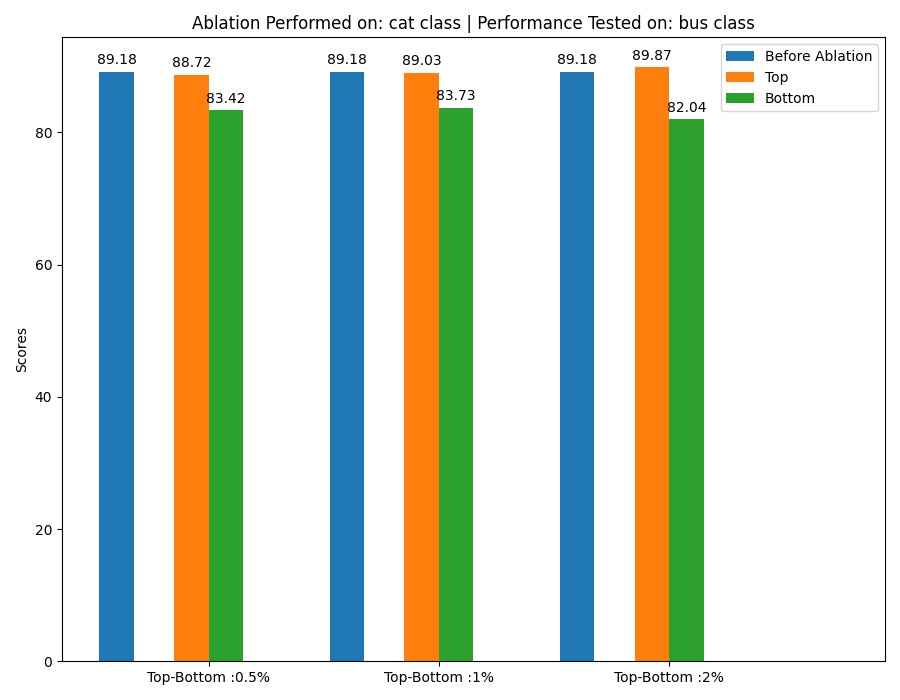 Ablation Performed on: cat class | Performance Tested on: bus class
Before Ablation
Top
Bottom
89.18
88.72
83.42
89.18
89.03
83.73
89.18
89.87
82.04
Scores
80
60
40
20
0
Top-Bottom :0.5%
Top-Bottom :1%
Top-Bottom :2%